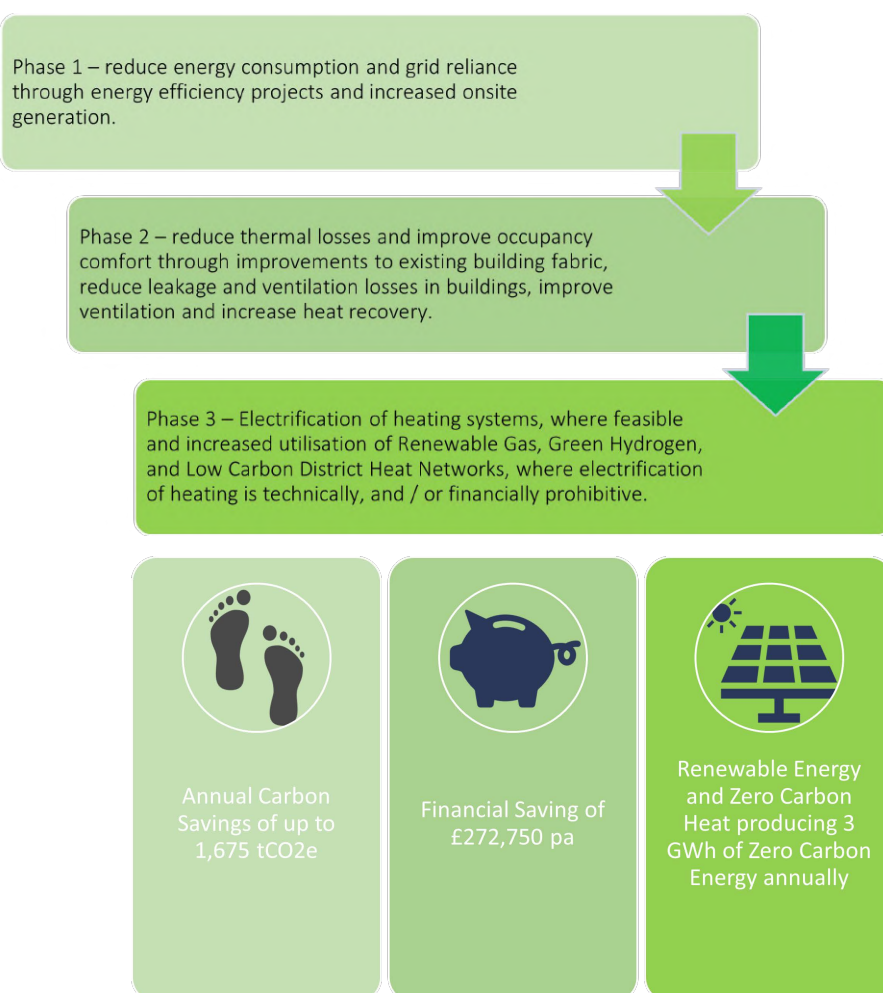 Phase 1 – reduce energy consumption and grid reliance
through energy efficiency projects and increased onsite
generation.
Phase 2 – reduce thermal losses and improve occupancy
comfort through improvements to existing building fabric,
reduce leakage and ventilation losses in buildings, improve
ventilation and increase heat recovery.
Phase 3 – Electrification of heating systems, where feasible
and increased utilisation of Renewable Gas, Green Hydrogen,
and Low Carbon District Heat Networks, where electrification
of heating is technically, and / or financially prohibitive.
Annual Carbon
Savings of up to
1,675 tCO2e
Financial Saving of
£272,750 pa
Renewable Energy
and Zero Carbon
Heat producing 3
GWh of Zero Carbon
Energy annually